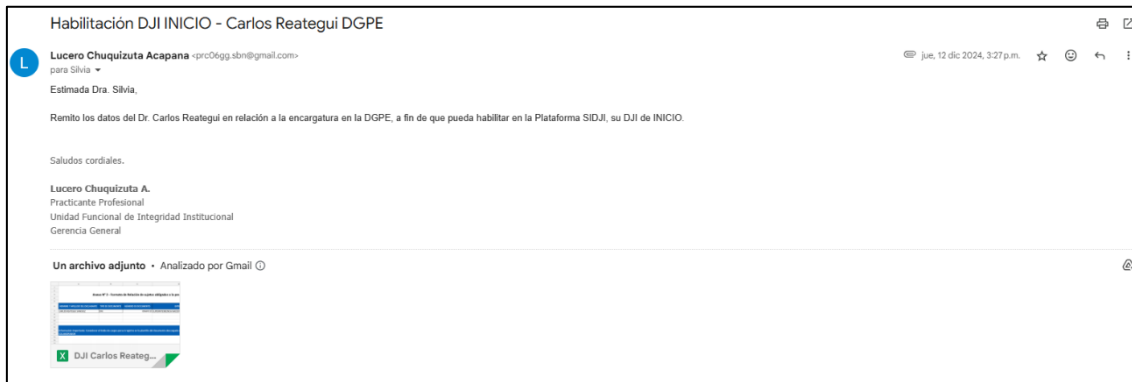 Habilitación DJI INICIO - Carlos Reategui DGPE
L
Lucero Chuquizuta Acapana <prc06gg.sbn@gmail.com>
jue, 12 dic 2024, 3:27 p.m.
para Silvia
Estimada Dra. Silvia,
Remito los datos del Dr. Carlos Reategui en relación a la encargatura en la DGPE, a fin de que pueda habilitar en la Plataforma SIDJI, su DJI de INICIO.
Saludos cordiales.
Lucero Chuquizuta A.
Practicante Profesional
Unidad Funcional de Integridad Institucional
Gerencia General
Un archivo adjunto • Analizado por Gmail
X DJI Carlos Reateg...